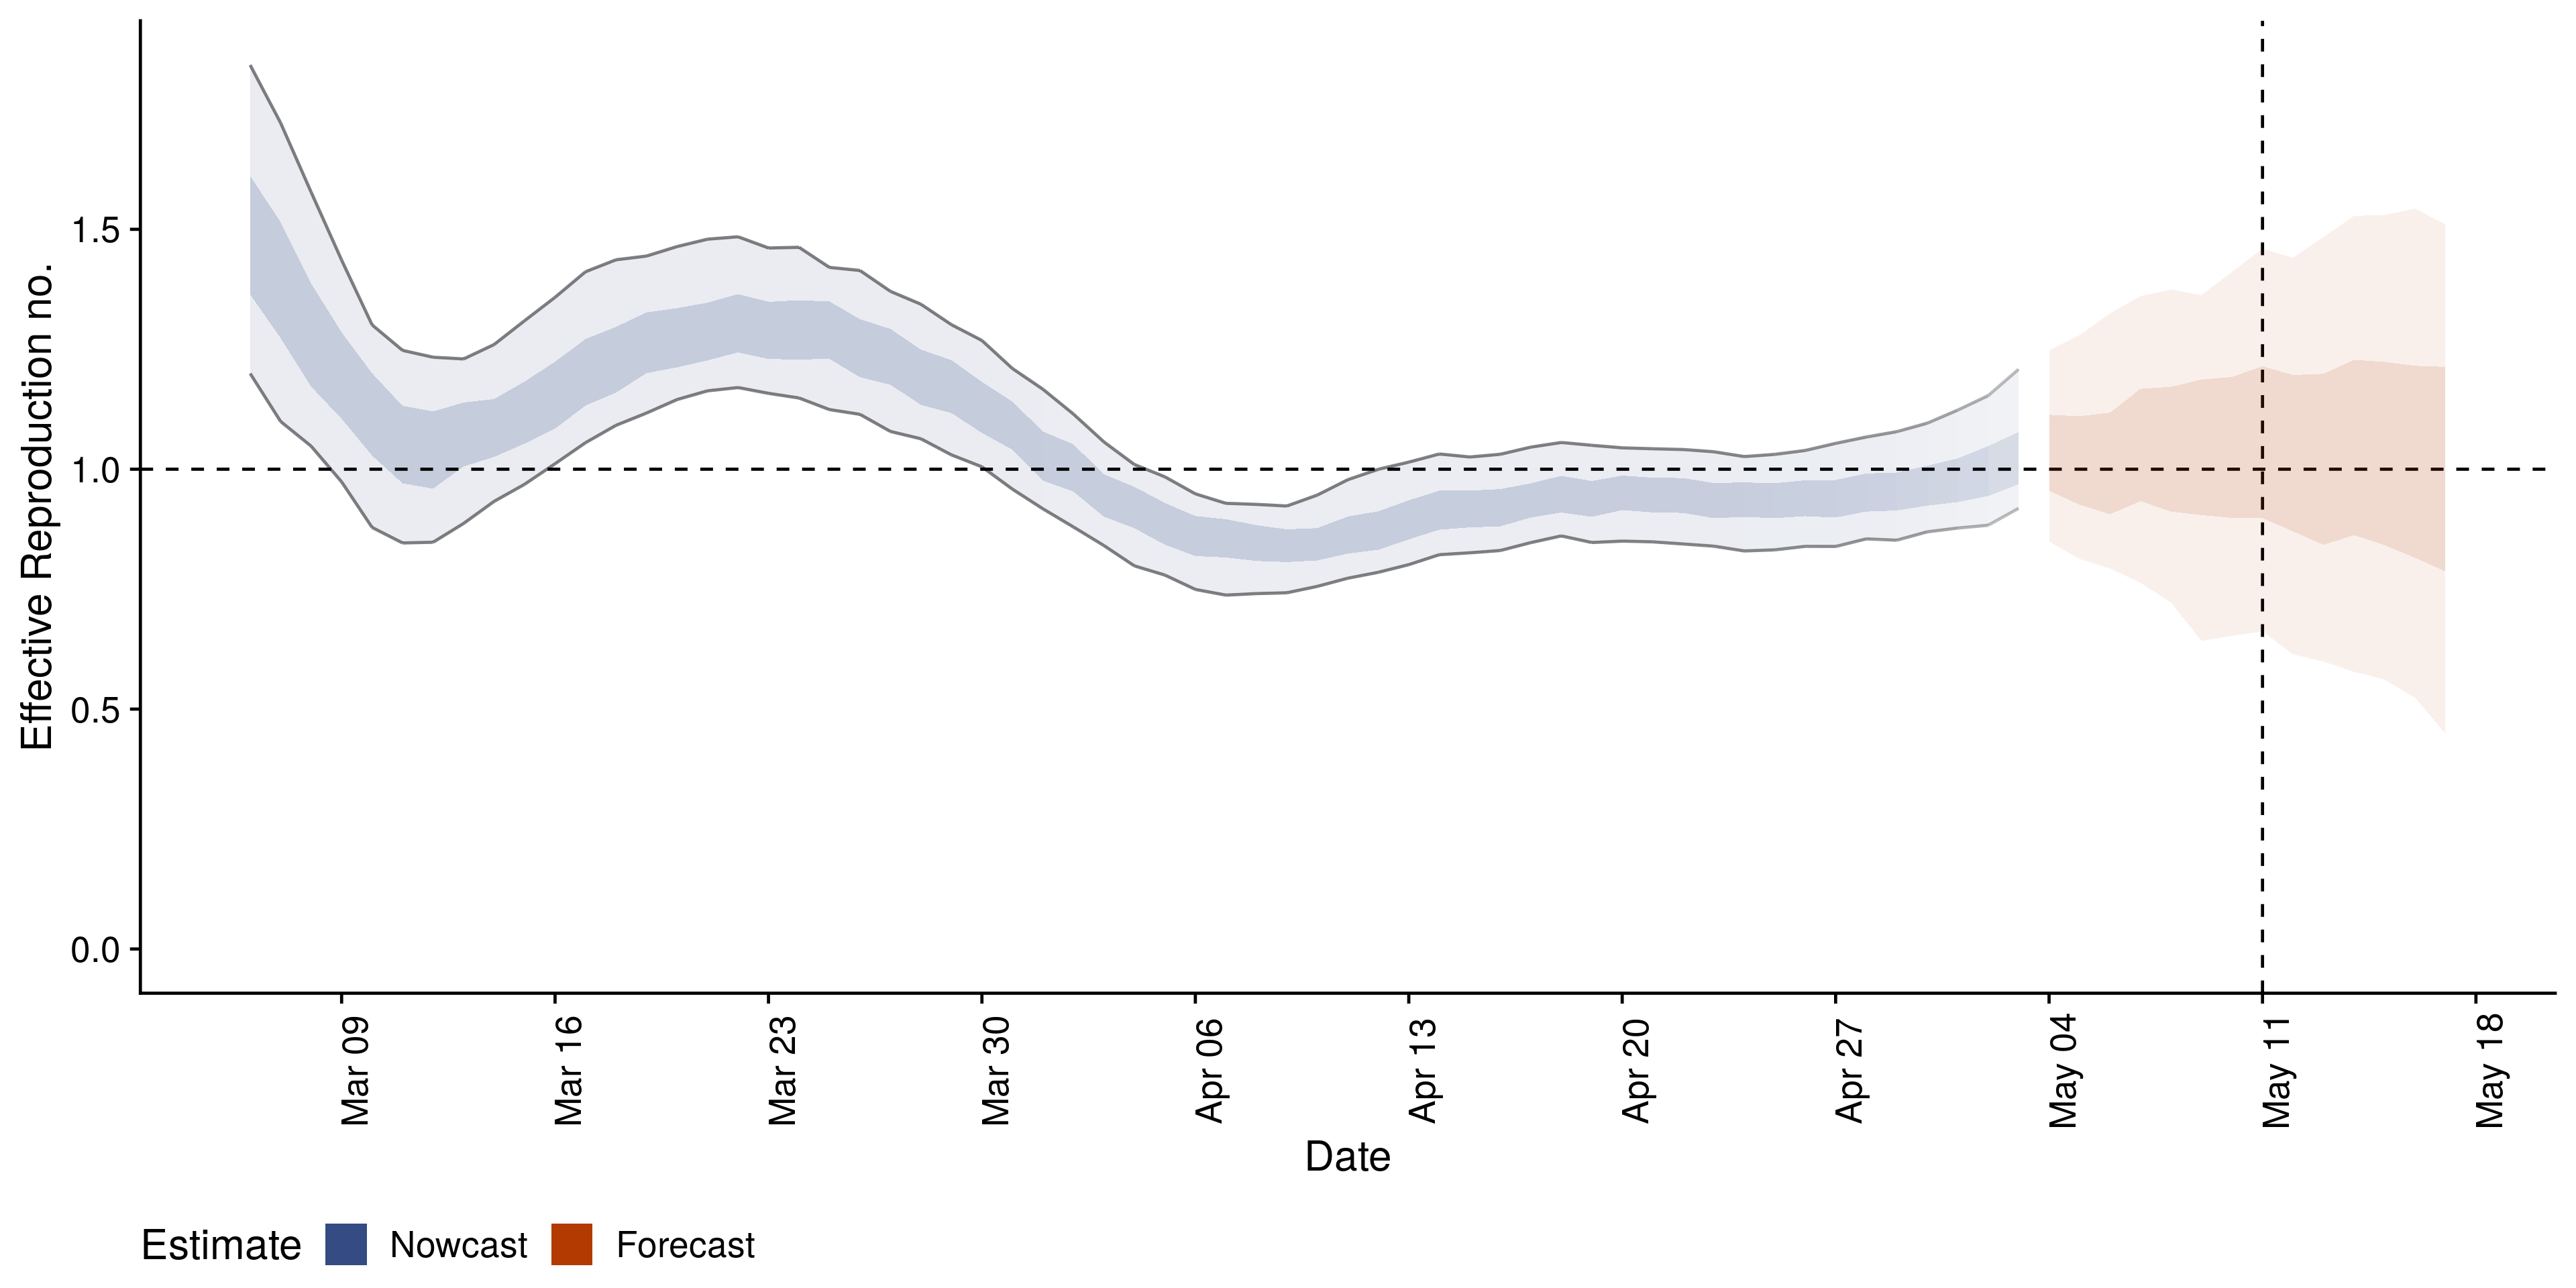 Effective Reproduction no.
1.5
1.0
0.5
0.0
Mar 09
Mar 16
Mar 23
Mar 30
Apr 06
Apr 13
Apr 20
Apr 27
May 04
May 11
May 18
Date
Estimate Nowcast Forecast